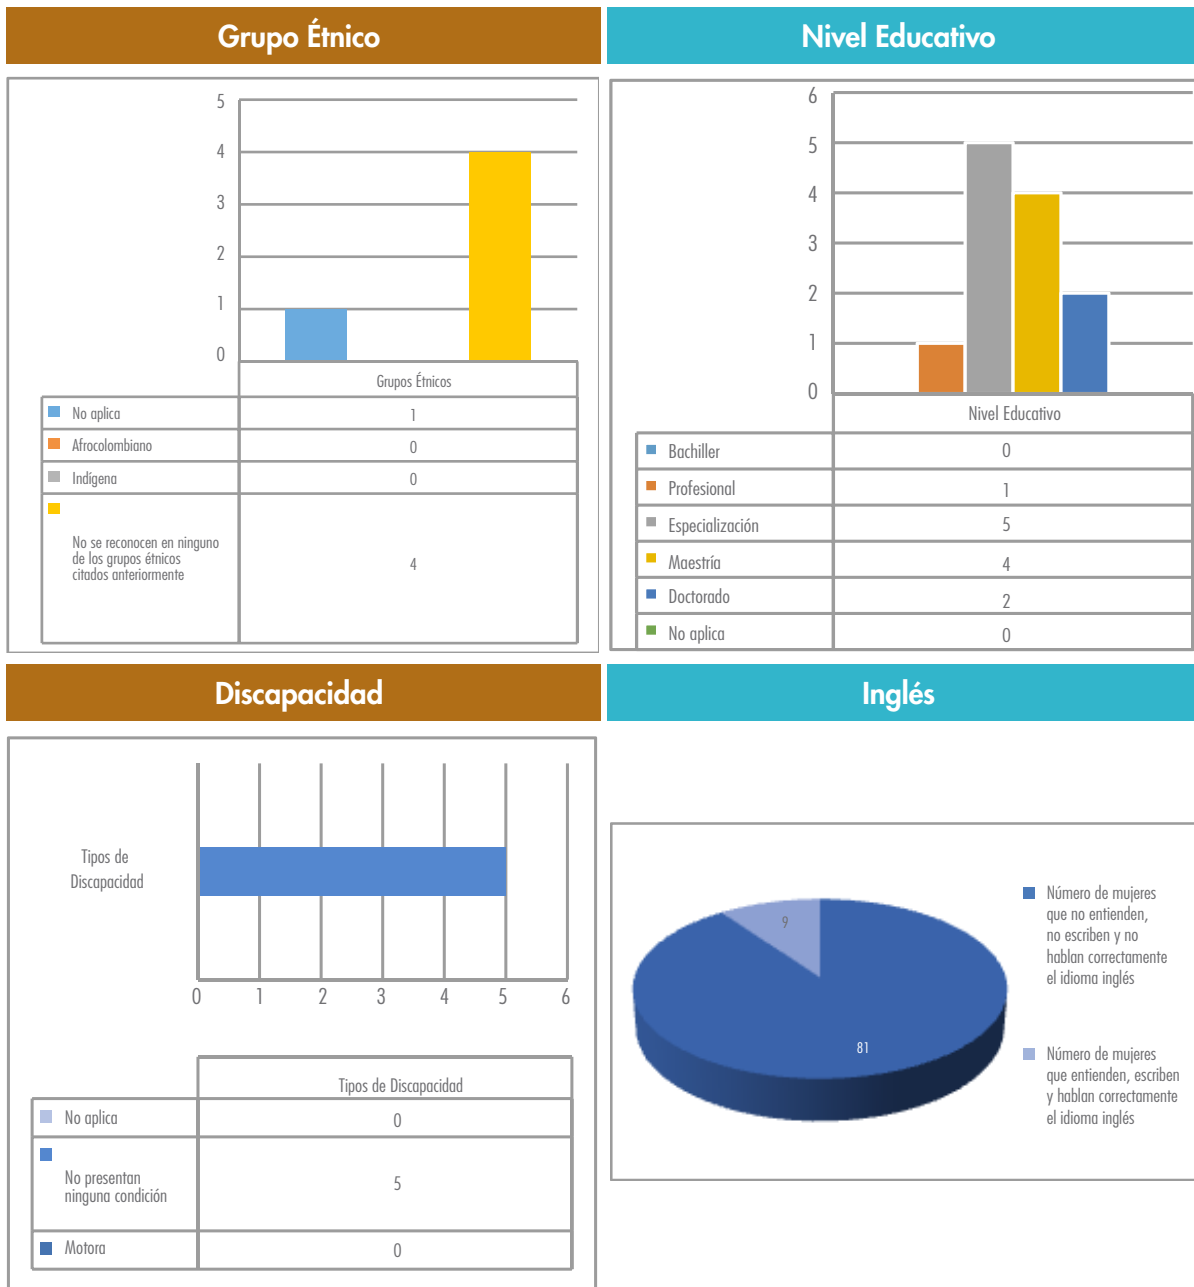 Grupo Étnico
5
4
3
2
1
0
Grupos Étnicos
No aplica 1
Afrocolombiano 0
Indígena 0
No se reconocen en ninguno
de los grupos étnicos
citados anteriormente
4
Nivel Educativo
6
5
4
3
2
1
0
Nivel Educativo
Bachiller 0
Profesional 1
Especialización 5
Maestría 4
Doctorado 2
No aplica 0
Discapacidad
Tipos de
Discapacidad
0 1 2 3 4 5 6
Tipos de Discapacidad
No aplica 0
No presentan
ninguna condición
5
Motora 0
Inglés
9
81
Número de mujeres
que no entienden,
no escriben y no
hablan correctamente
el idioma inglés
Número de mujeres
que entienden, escriben
y hablan correctamente
el idioma inglés